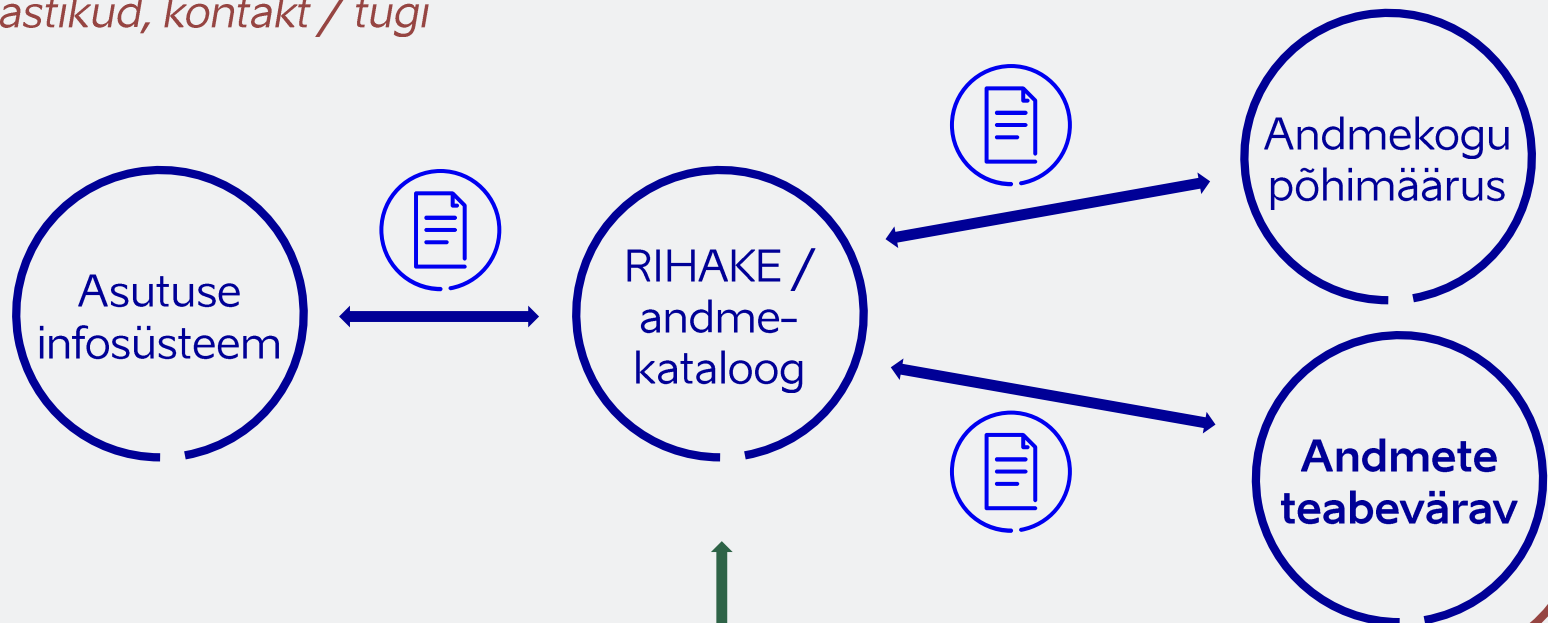 astikud, kontakt / tugi
Asutuse
infosüsteem
RIHAKE /
andme-
kataloog
Andmekogu
põhimäärus
Andmete
teabevärav